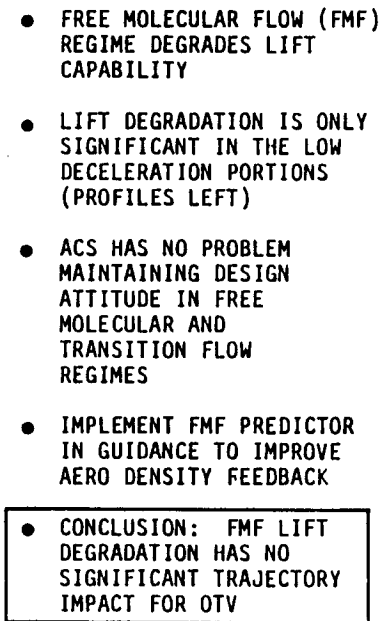 ● FREE MOLECULAR FLOW (FMF)
REGIME DEGRADES LIFT
CAPABILITY
● LIFT DEGRADATION IS ONLY
SIGNIFICANT IN THE LOW
DECELERATION PORTIONS
(PROFILES LEFT)
● ACS HAS NO PROBLEM
MAINTAINING DESIGN
ATTITUDE IN FREE
MOLECULAR AND
TRANSITION FLOW
REGIMES
● IMPLEMENT FMF PREDICTOR
IN GUIDANCE TO IMPROVE
AERO DENSITY FEEDBACK
● CONCLUSION: FMF LIFT
DEGRADATION HAS NO
SIGNIFICANT TRAJECTORY
IMPACT FOR OTV